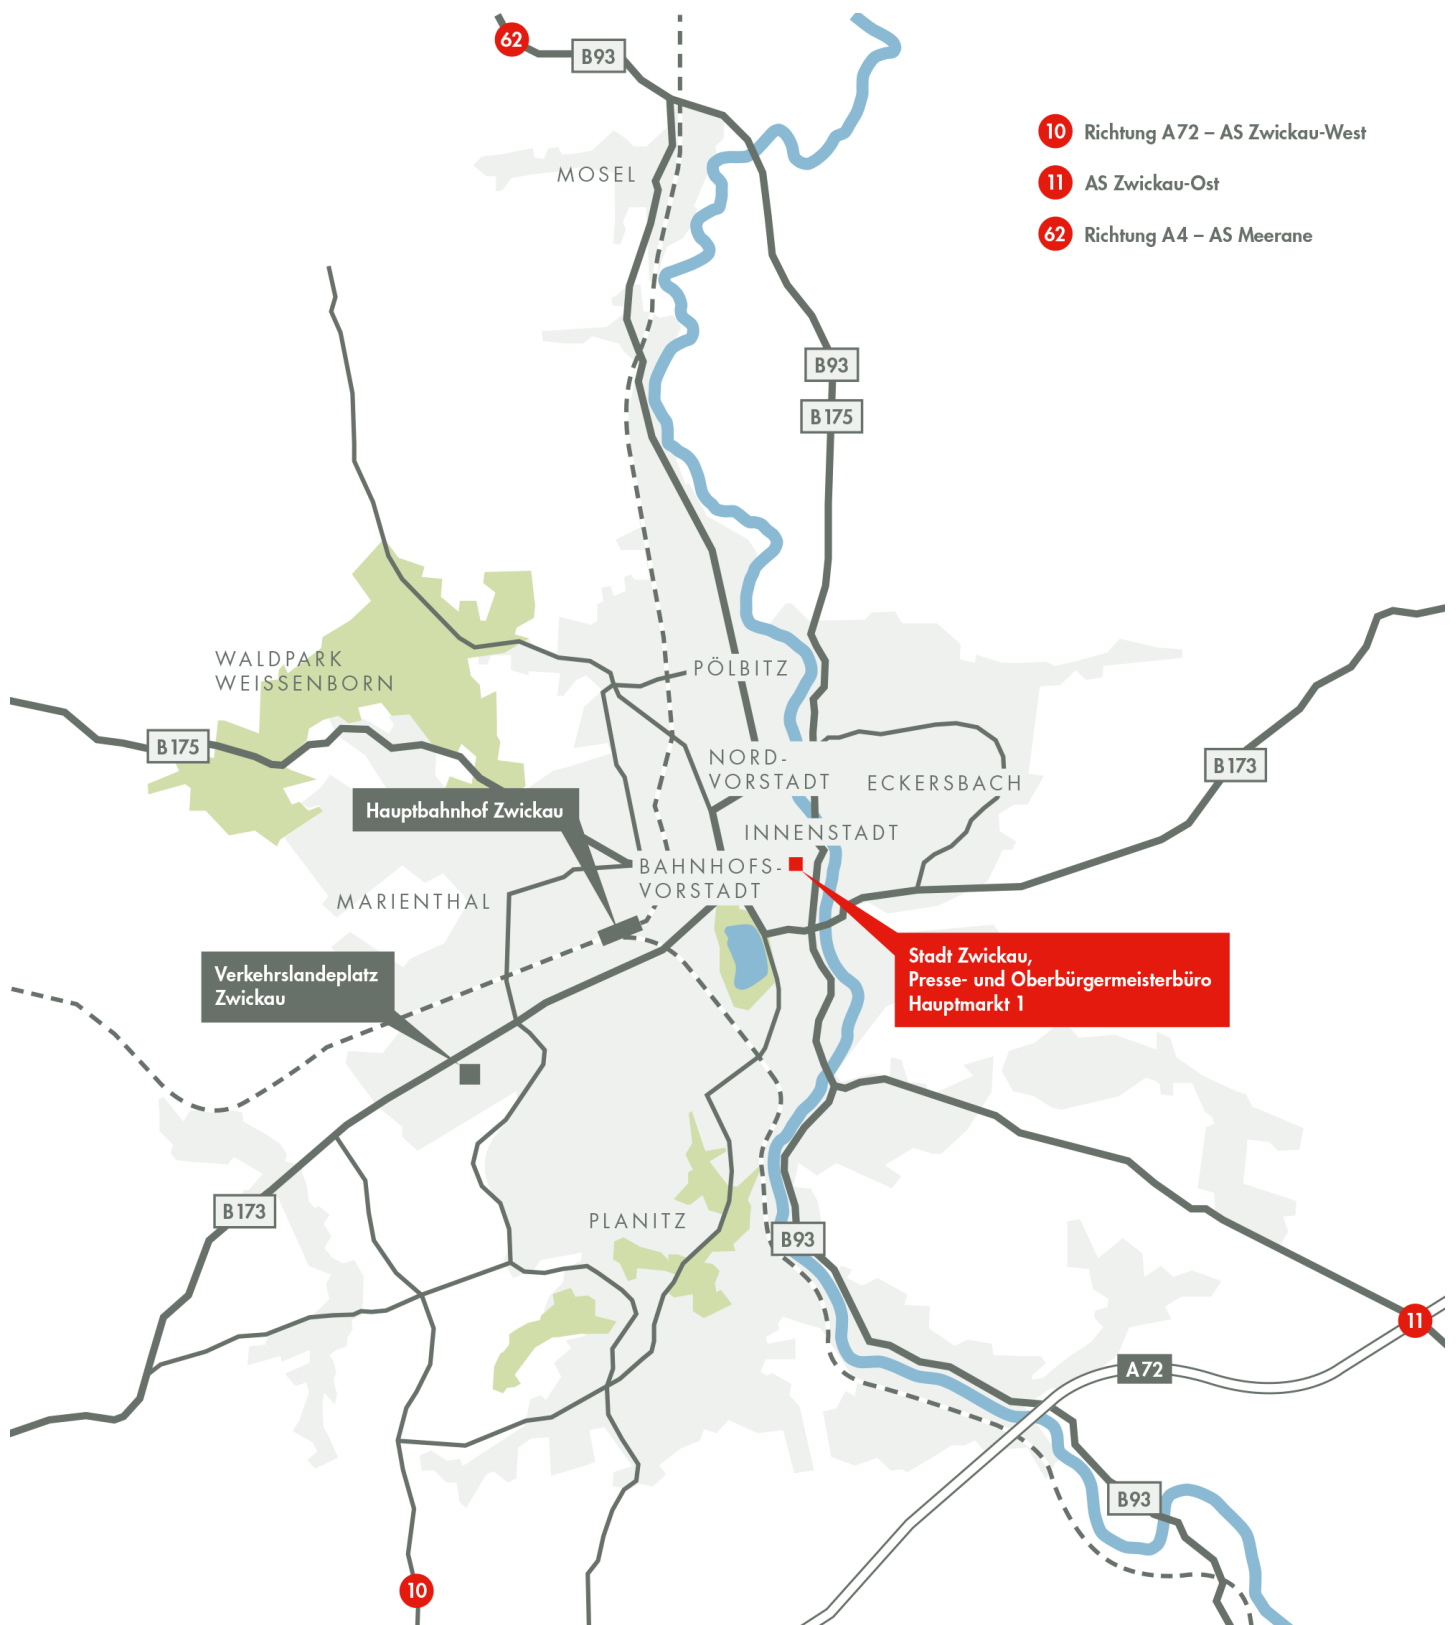 62
B93
10 Richtung A72 – AS Zwickau-West
11 AS Zwickau-Ost
62 Richtung A4 – AS Meerane
MOSEL
B93
B175
WALDPARK
WEISSENBORN
PÖLBITZ
B175
NORD-
VORSTADT
ECKERSBACH
B173
Hauptbahnhof Zwickau
INNENSTADT
BAHNHOFS-
VORSTADT
MARIENTHAL
Stadt Zwickau,
Presse- und Oberbürgermeisterbüro
Hauptmarkt 1
Verkehrslandeplatz
Zwickau
B173
PLANITZ
B93
11
A72
B93
10